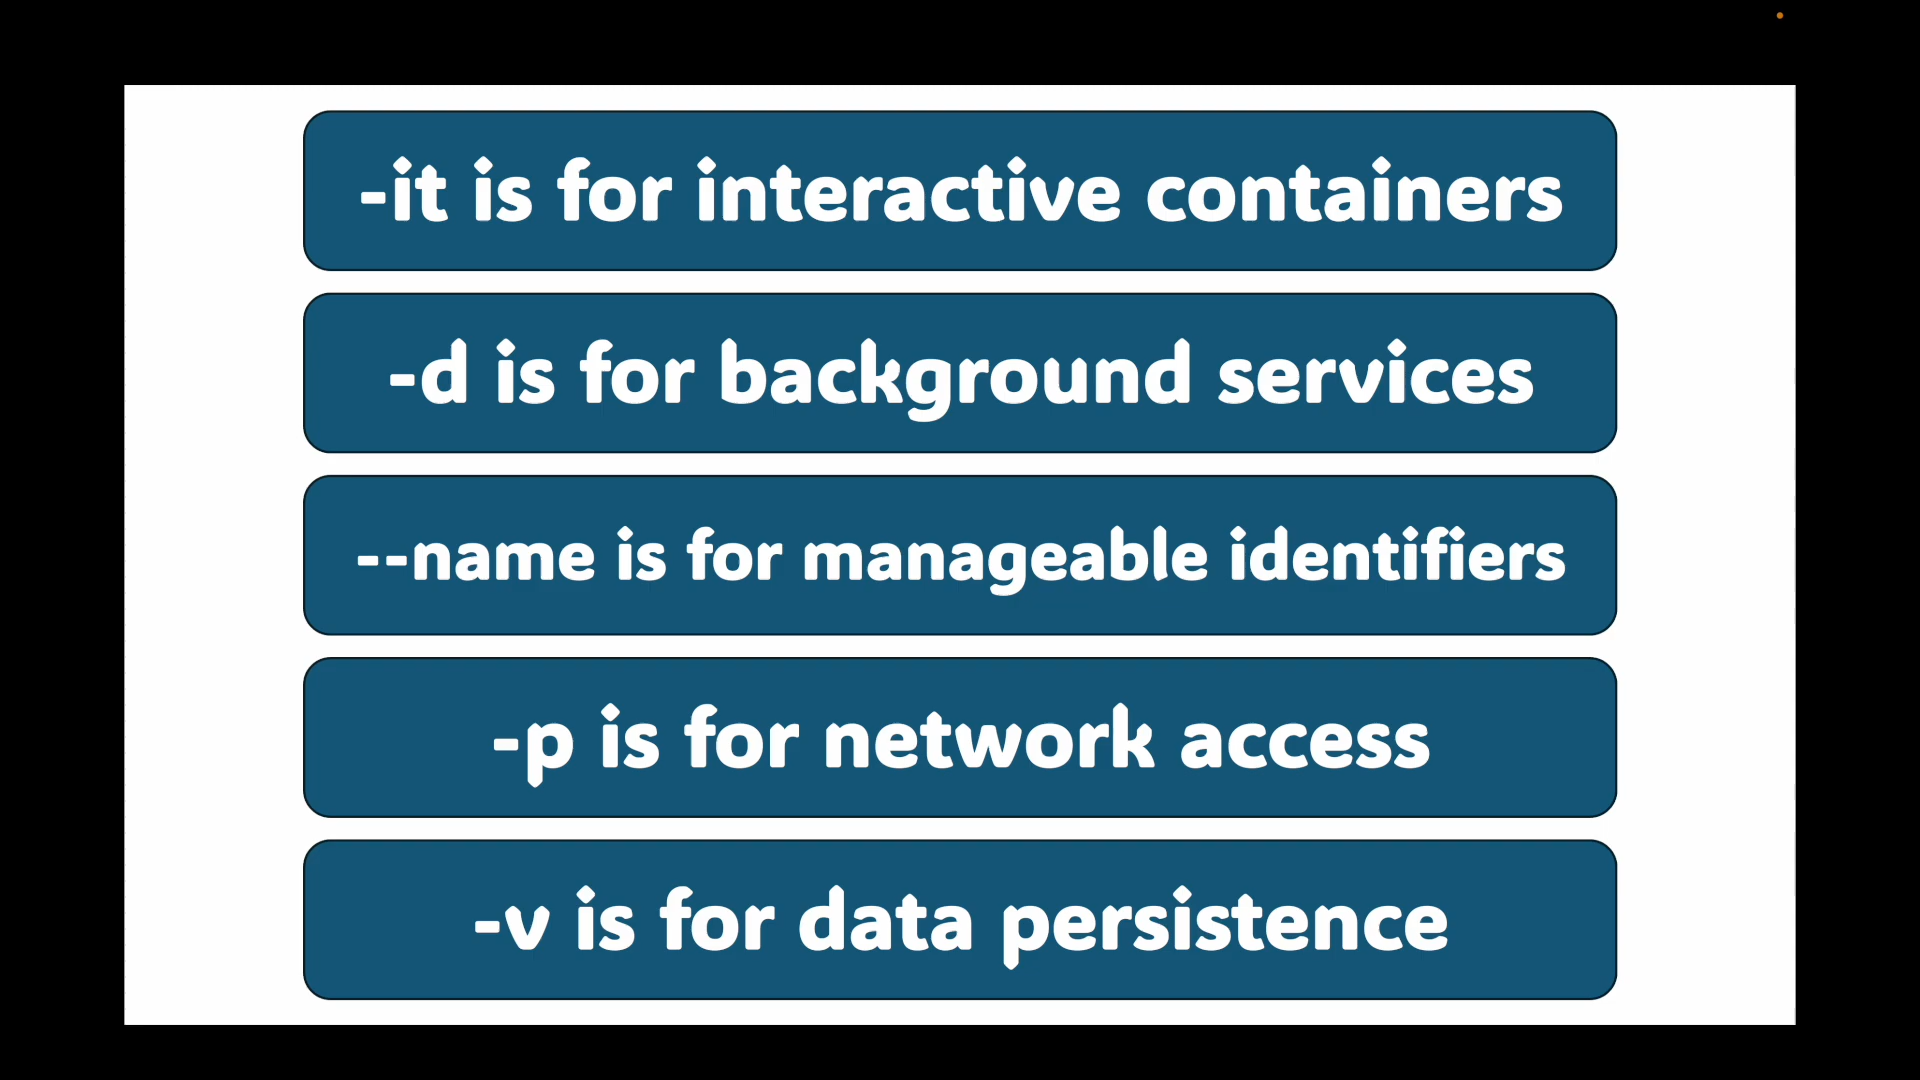 -it is for interactive containers
-d is for background services
--name is for manageable identifiers
-p is for network access
-v is for data persistence